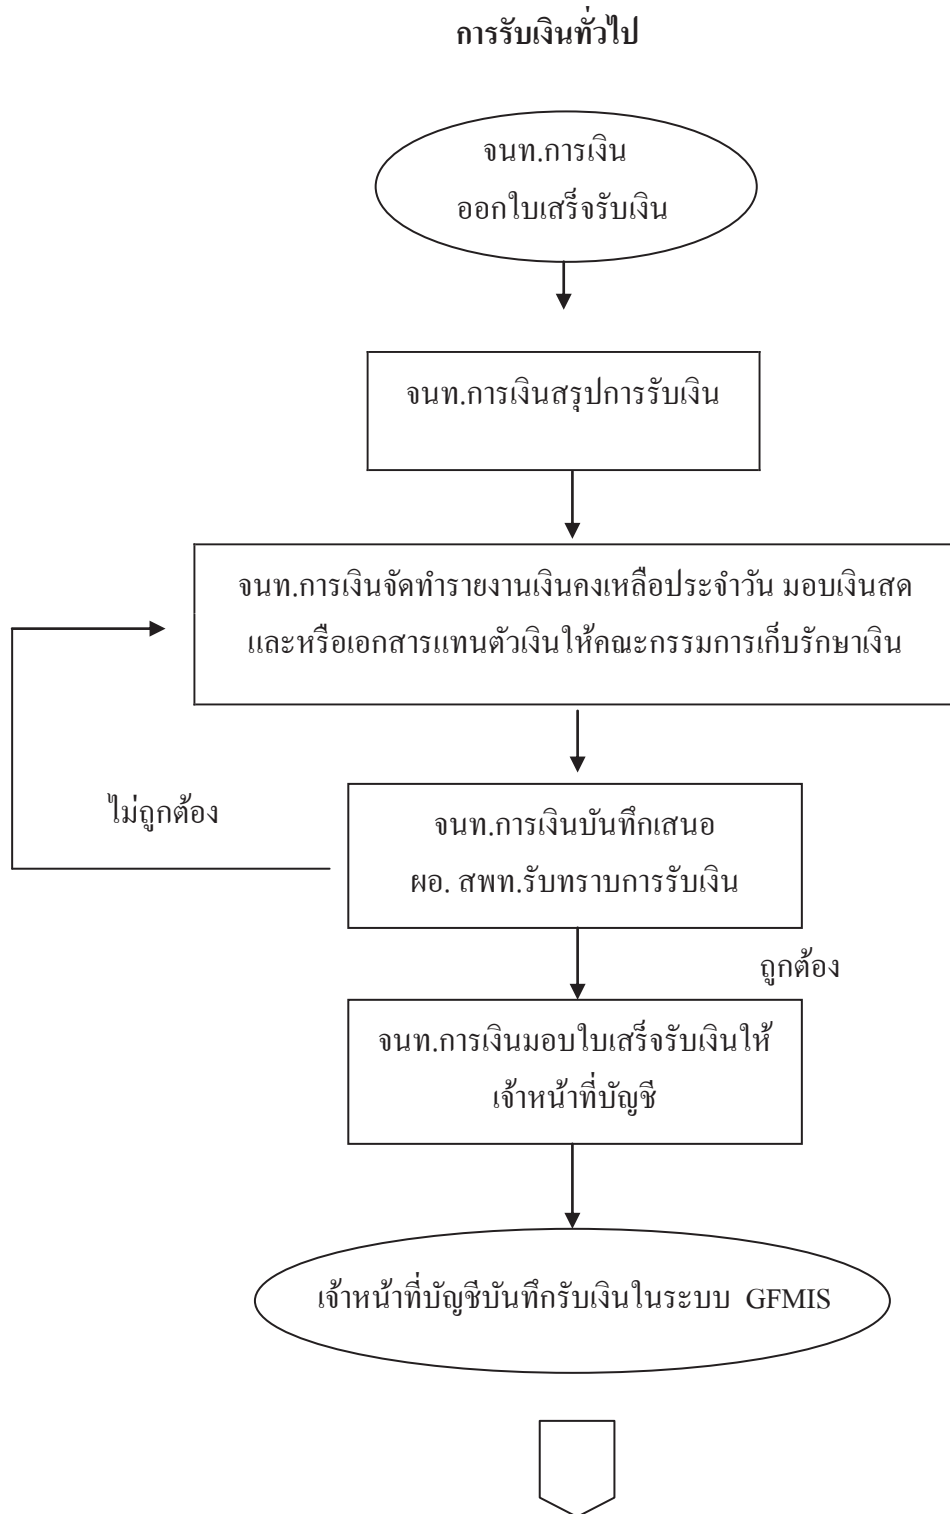 การรับเงินทั่วไป
จนท.การเงิน
ออกใบเสร็จรับเงิน
จนท.การเงินสรุปการรับเงิน
จนท.การเงินจัดทำรายงานเงินคงเหลือประจำวัน มอบเงินสด
และหรือเอกสารแทนตัวเงินให้คณะกรรมการเก็บรักษาเงิน
ไม่ถูกต้อง
จนท.การเงินบันทึกเสนอ
ผอ. สพท.รับทราบการรับเงิน
ถูกต้อง
จนท.การเงินมอบใบเสร็จรับเงินให้
เจ้าหน้าที่บัญชี
เจ้าหน้าที่บัญชีบันทึกรับเงินในระบบ GFMIS